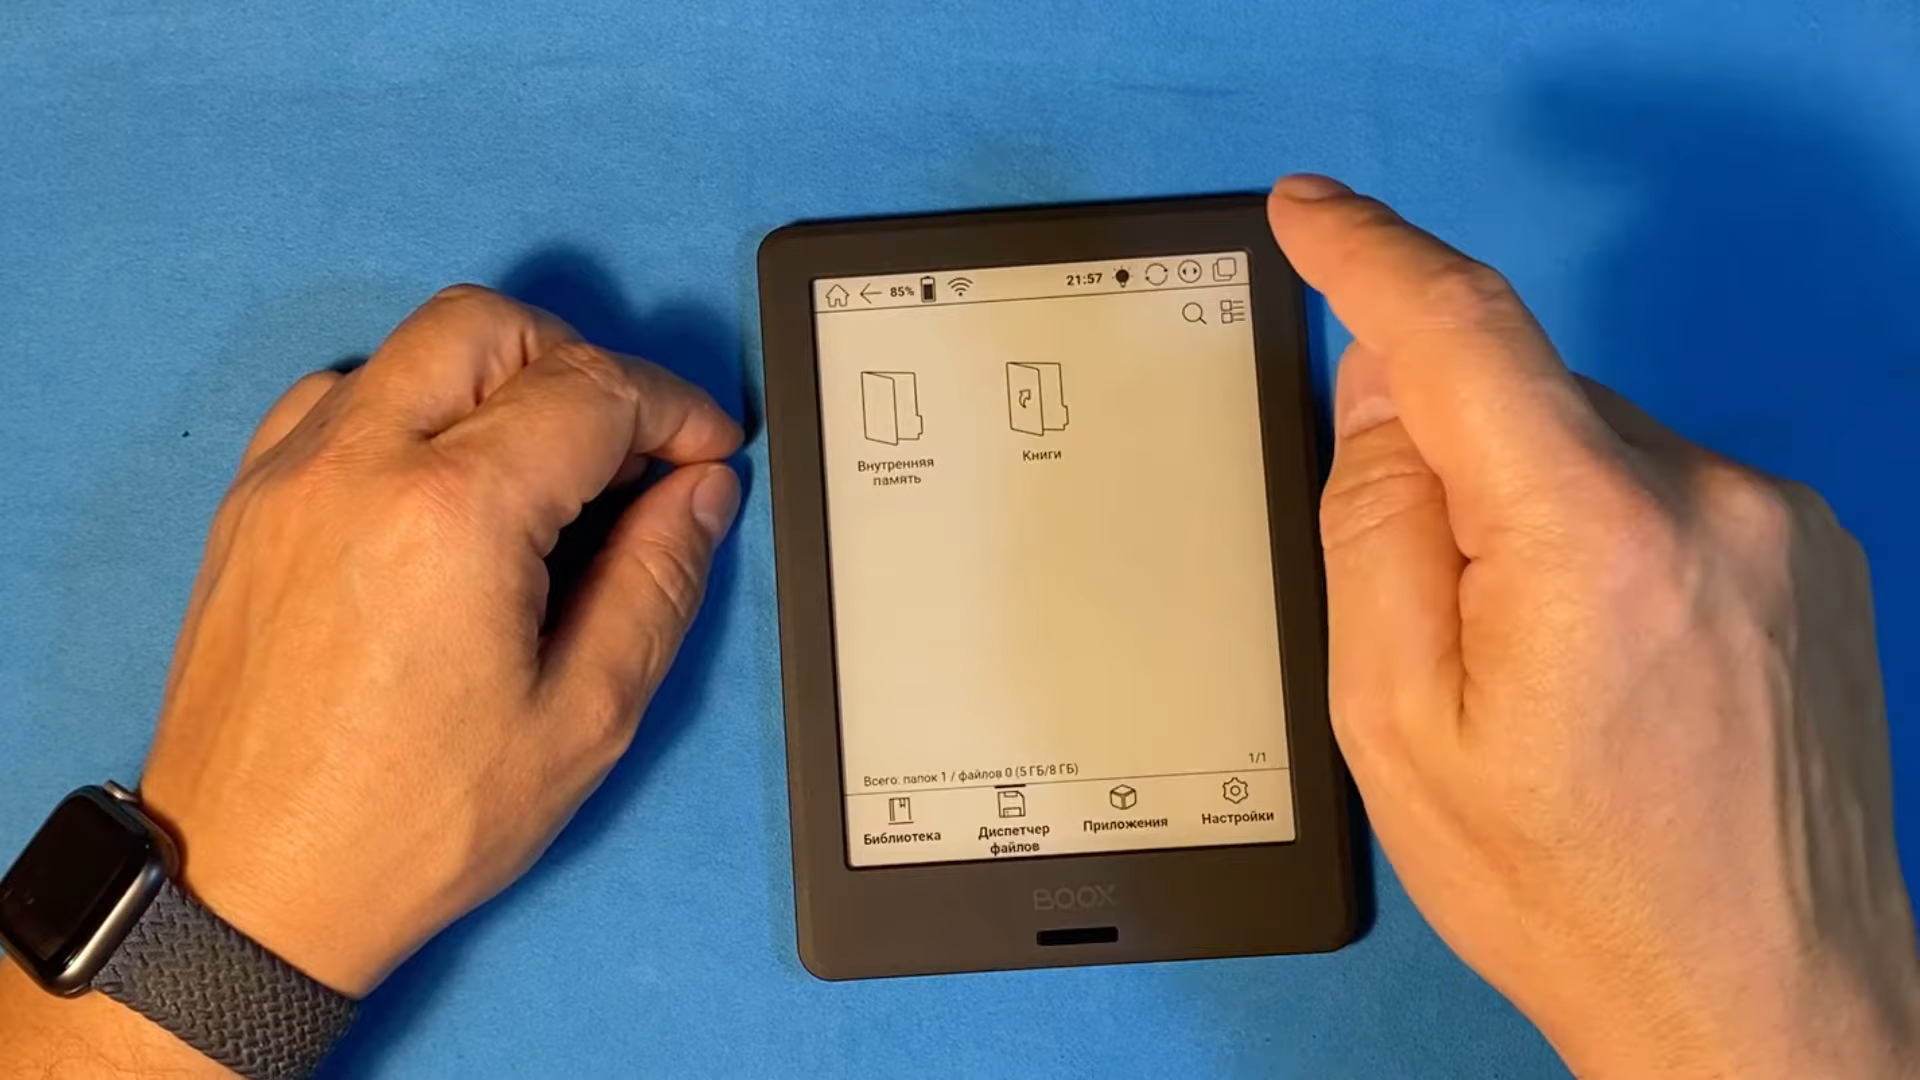 85%
21:57
Внутренняя
память
Книги
Всего: папок 1 / файлов 0 (5 ГБ/8 ГБ)
1/1
Библиотека
Диспетчер
файлов
Приложения
Настройки
BOOX